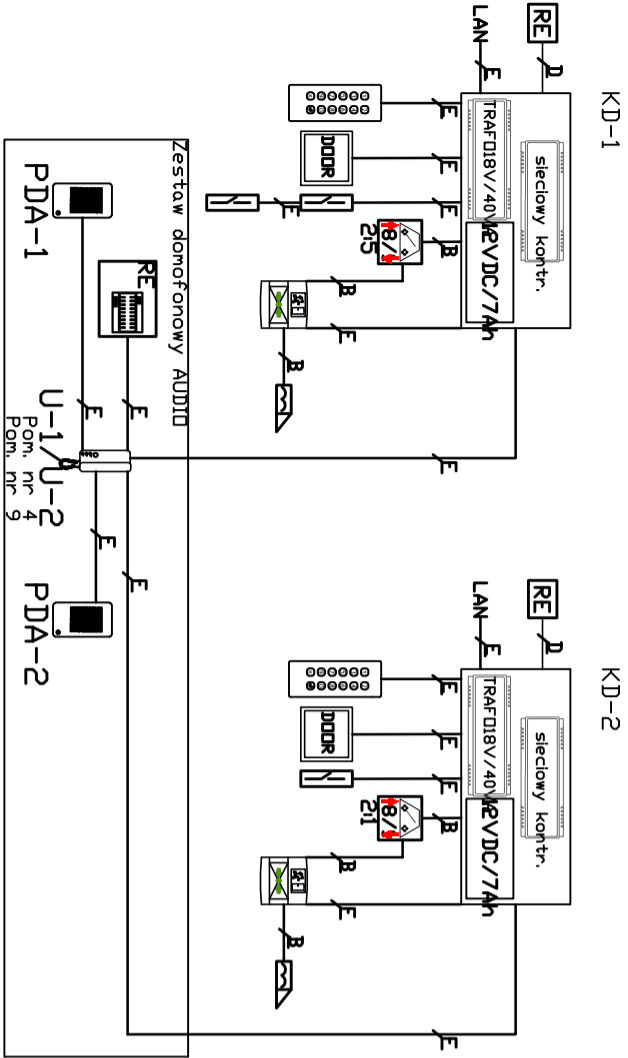 KD-1
RE
D
LAN
E
sieciowy kontr.
TRAFO18V/40VA
12VDC/7Ah
E
DOOR
E
E
E
B
8/
2:5
B
E
B
E
Zestaw domofonowy AUDIO
PDA-1
RE
E
E
U-1
U-2
Pom. nr 4
Pom. nr 9
E
E
PDA-2
KD-2
RE
D
LAN
E
sieciowy kontr.
TRAFO18V/40VA
12VDC/7Ah
E
DOOR
E
E
B
8/
2:1
B
E
B
E